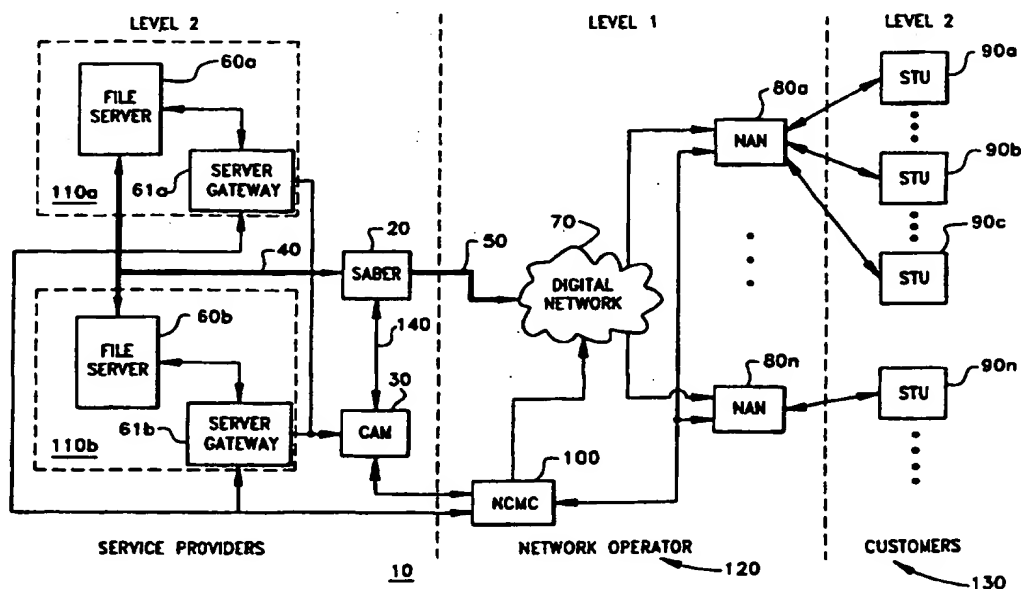 LEVEL 2
LEVEL 1
LEVEL 2
60a
FILE
SERVER
110a
61a
SERVER
GATEWAY
40
20
SABER
50
140
60b
FILE
SERVER
110b
61b
SERVER
GATEWAY
30
CAM
70
DIGITAL
NETWORK
80a
NAN
80n
NAN
100
NCMC
90a
STU
90b
STU
90c
STU
90n
STU
SERVICE PROVIDERS
10
NETWORK OPERATOR
120
CUSTOMERS
130